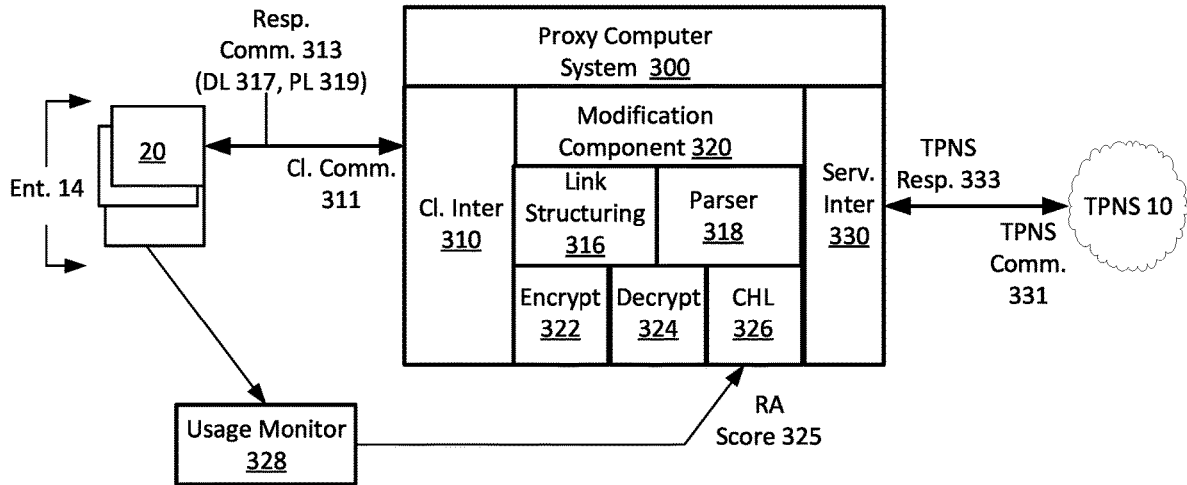 Resp.
Comm. 313
(DL 317, PL 319)
Proxy Computer
System 300
20
Ent. 14
Cl. Comm.
311
Cl. Inter
310
Modification
Component 320
Link
Structuring
316
Parser
318
Encrypt
322
Decrypt
324
CHL
326
Serv.
Inter
330
TPNS
Resp. 333
TPNS 10
TPNS
Comm.
331
Usage Monitor
328
RA
Score 325